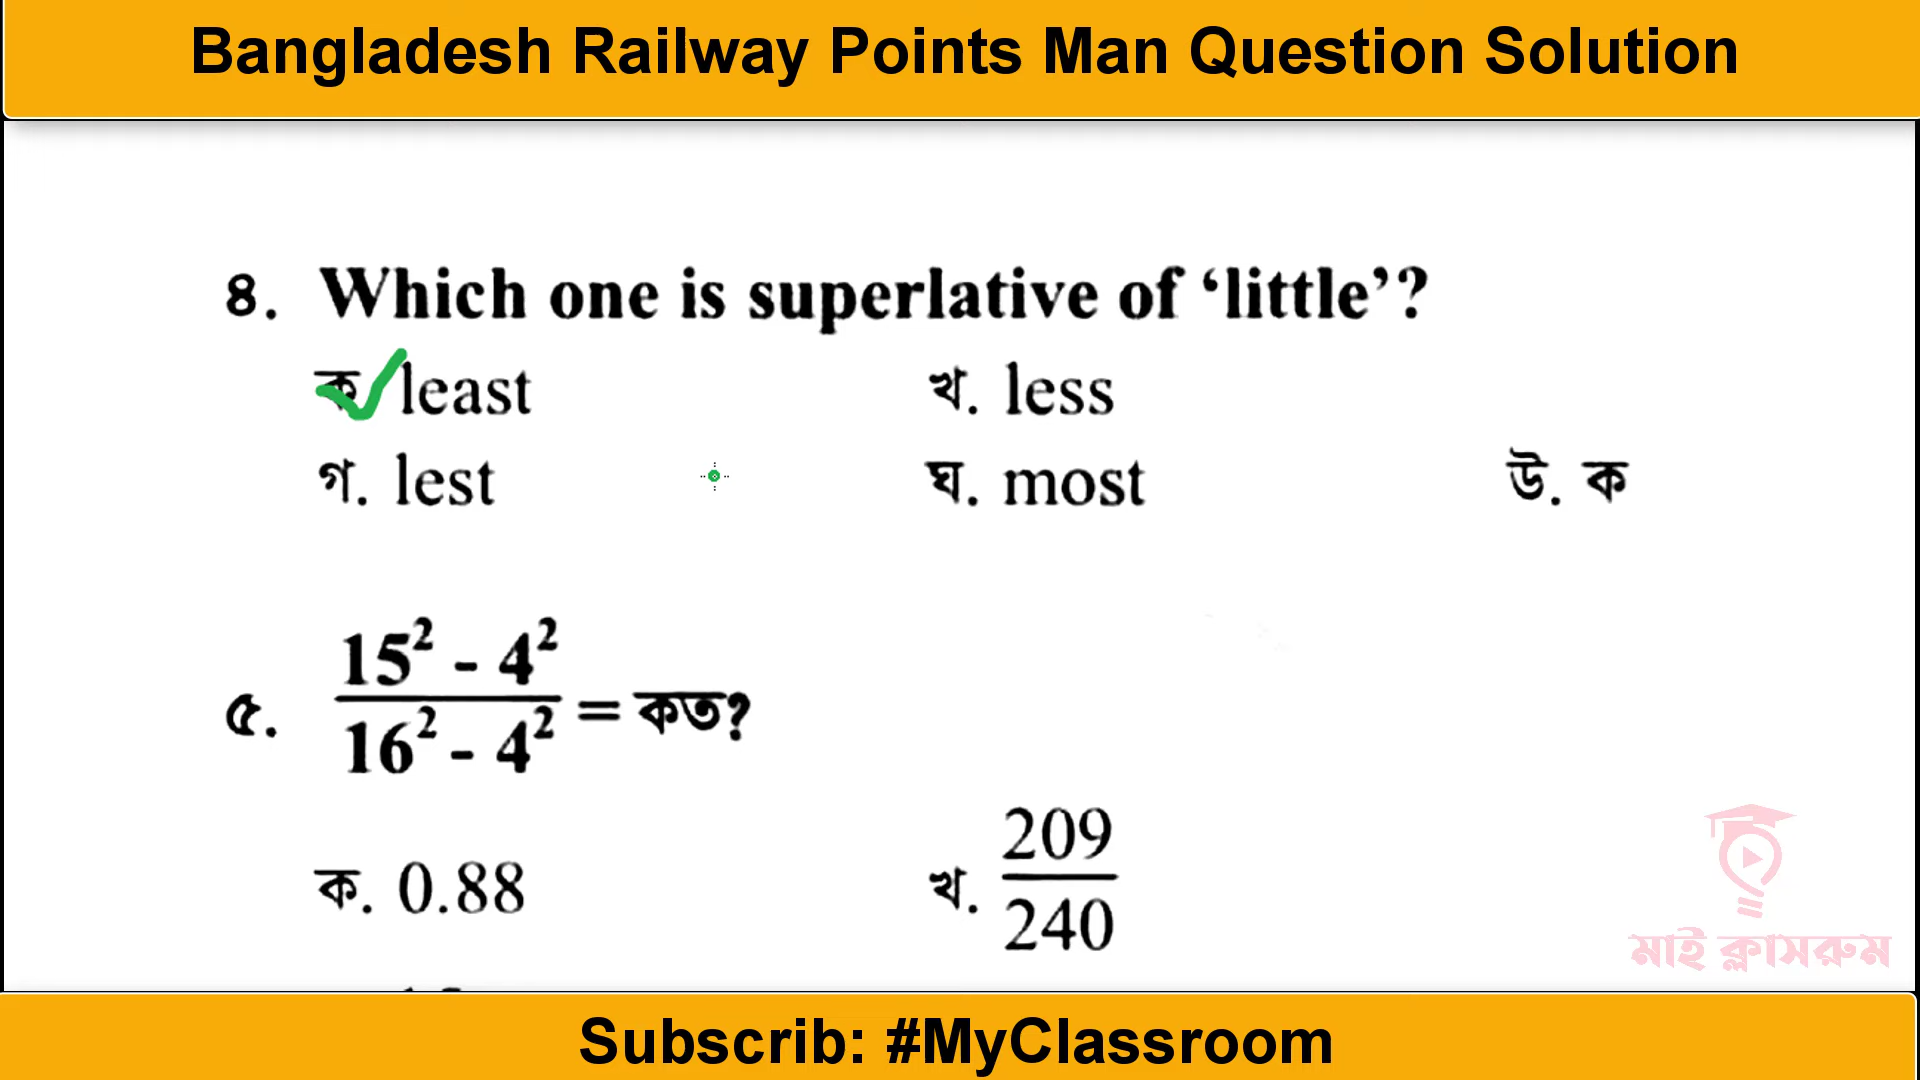 Bangladesh Railway Points Man Question Solution
৪. Which one is superlative of ‘little’?
ক least খ. less
গ. lest ঘ. most উ. ক
৫. 15² - 4² / 16² - 4² = কত?
ক. 0.88 খ. 209/240
মাই ক্লাসরুম
Subscrib: #MyClassroom